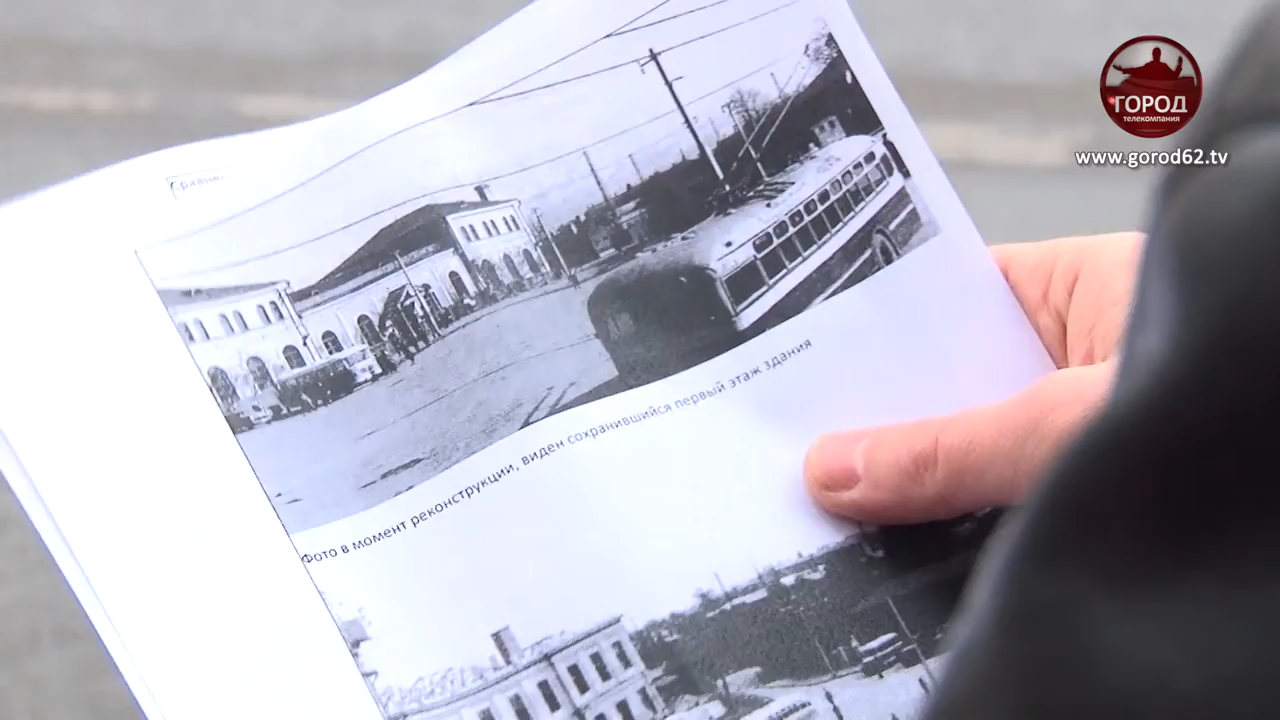 ГОРОД
телекомпания
www.gorod62.tv
Фото в момент реконструкции, виден сохранившийся первый этаж здания